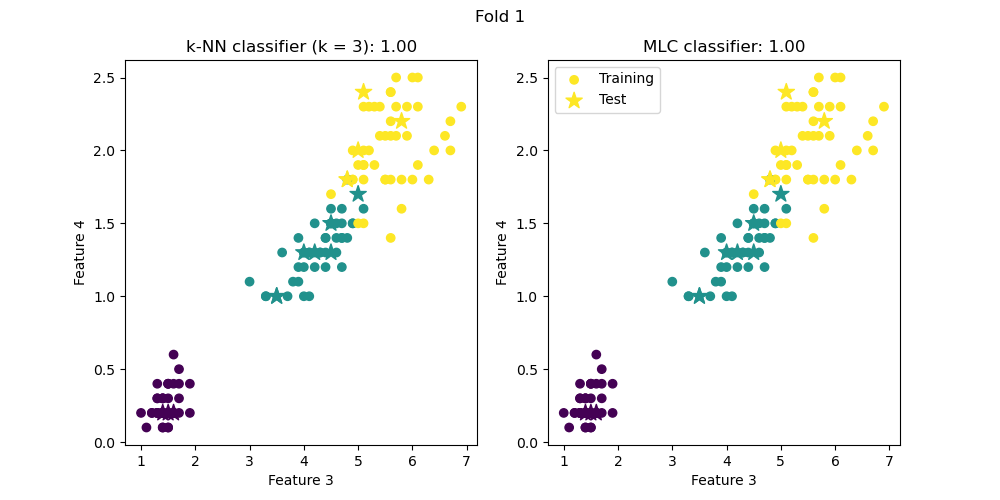 Fold 1
k-NN classifier (k = 3): 1.00
Feature 4
2.5
2.0
1.5
1.0
0.5
0.0
1 2 3 4 5 6 7
Feature 3
MLC classifier: 1.00
Training
Test
Feature 4
2.5
2.0
1.5
1.0
0.5
0.0
1 2 3 4 5 6 7
Feature 3